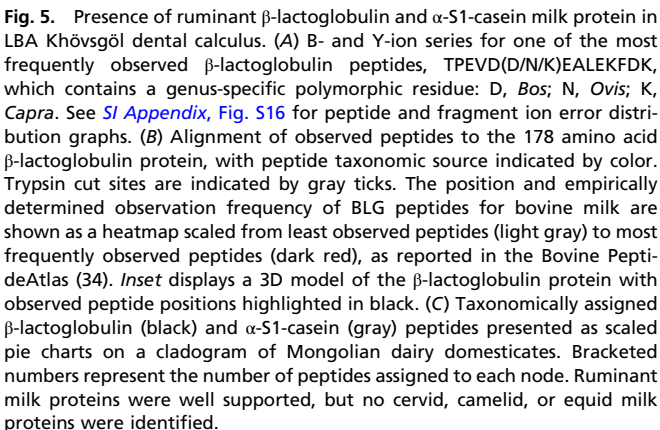 Fig. 5. Presence of ruminant β-lactoglobulin and α-S1-casein milk protein in
LBA Khövsgöl dental calculus. (A) B- and Y-ion series for one of the most
frequently observed β-lactoglobulin peptides, TPEVD(D/N/K)EALEKFDK,
which contains a genus-specific polymorphic residue: D, Bos; N, Ovis; K,
Capra. See SI Appendix, Fig. S16 for peptide and fragment ion error distri-
bution graphs. (B) Alignment of observed peptides to the 178 amino acid
β-lactoglobulin protein, with peptide taxonomic source indicated by color.
Trypsin cut sites are indicated by gray ticks. The position and empirically
determined observation frequency of BLG peptides for bovine milk are
shown as a heatmap scaled from least observed peptides (light gray) to most
frequently observed peptides (dark red), as reported in the Bovine Pepti-
deAtlas (34). Inset displays a 3D model of the β-lactoglobulin protein with
observed peptide positions highlighted in black. (C) Taxonomically assigned
β-lactoglobulin (black) and α-S1-casein (gray) peptides presented as scaled
pie charts on a cladogram of Mongolian dairy domesticates. Bracketed
numbers represent the number of peptides assigned to each node. Ruminant
milk proteins were well supported, but no cervid, camelid, or equid milk
proteins were identified.